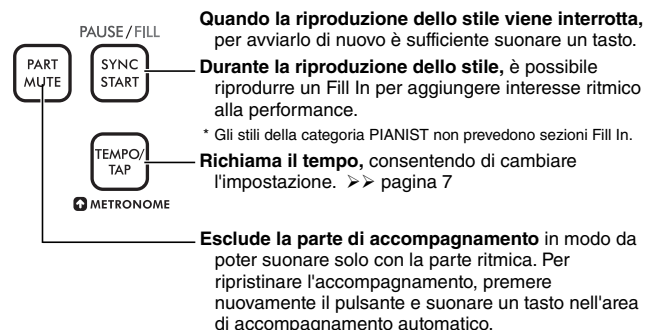 PAUSE/FILL
PART
MUTE
SYNC
START
TEMPO/
TAP
METRONOME
Quando la riproduzione dello stile viene interrotta,
per avviarlo di nuovo è sufficiente suonare un tasto.
Durante la riproduzione dello stile, è possibile
riprodurre un Fill In per aggiungere interesse ritmico
alla performance.
* Gli stili della categoria PIANIST non prevedono sezioni Fill In.
Richiama il tempo, consentendo di cambiare
l'impostazione. ➢➢ pagina 7
Esclude la parte di accompagnamento in modo da
poter suonare solo con la parte ritmica. Per
ripristinare l'accompagnamento, premere
nuovamente il pulsante e suonare un tasto nell'area
di accompagnamento automatico.